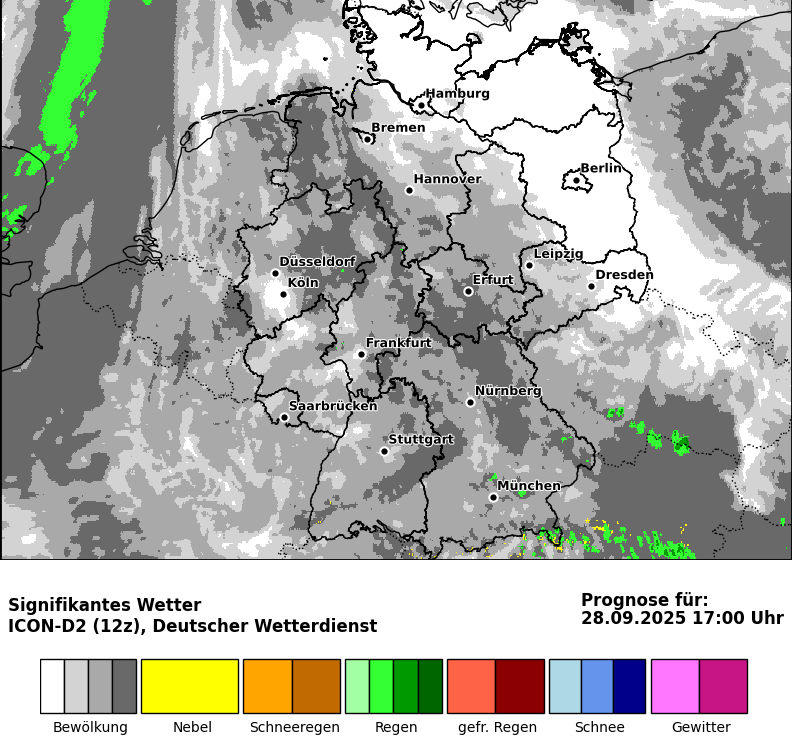 Hamburg
Bremen
Berlin
Hannover
Düsseldorf
Köln
Leipzig
Dresden
Erfurt
Frankfurt
Nürnberg
Saarbrücken
Stuttgart
München
Signifikantes Wetter
ICON-D2 (12z), Deutscher Wetterdienst
Prognose für:
28.09.2025 17:00 Uhr
Bewölkung Nebel Schneeregen Regen gefr. Regen Schnee Gewitter